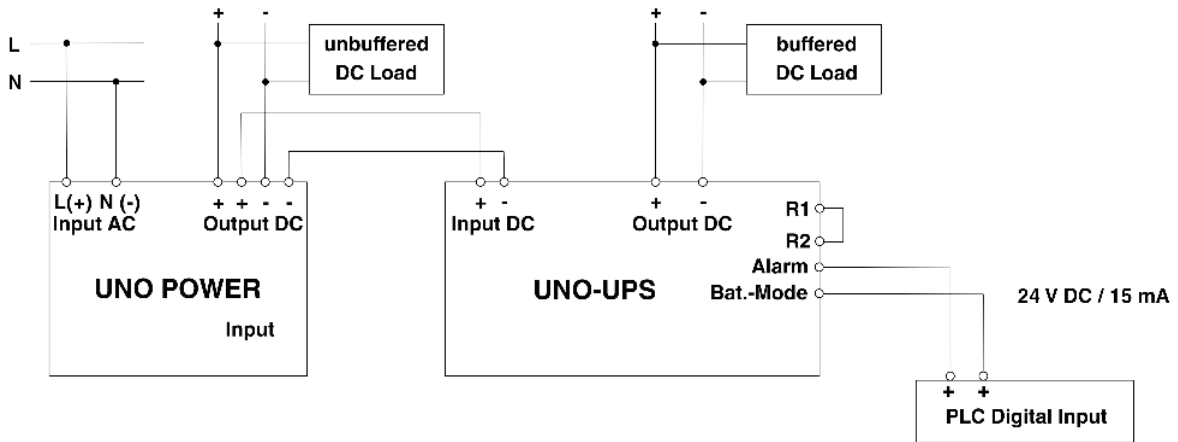 + -
+ -
L
unbuffered
DC Load
buffered
DC Load
N
L(+) N (-)
+ + - -
Input AC
Output DC
+ -
Input DC
+ -
Output DC
R1
R2
Alarm
Bat.-Mode
UNO POWER
Input
UNO-UPS
24 V DC / 15 mA
+ +
PLC Digital Input